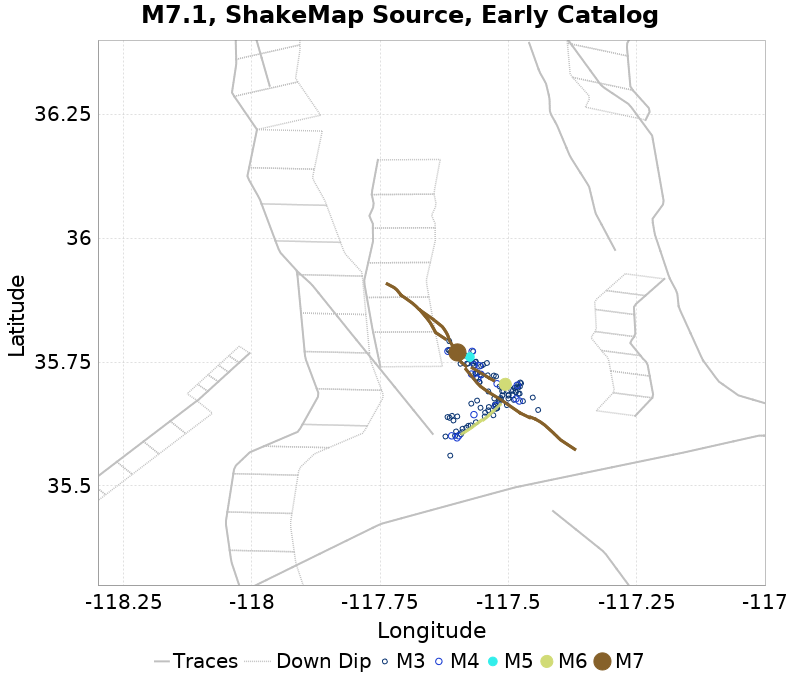 M7.1, ShakeMap Source, Early Catalog
36.25
36
35.75
35.5
Latitude
-118.25 -118 -117.75 -117.5 -117.25 -117
Longitude
Traces Down Dip M3 M4 M5 M6 M7